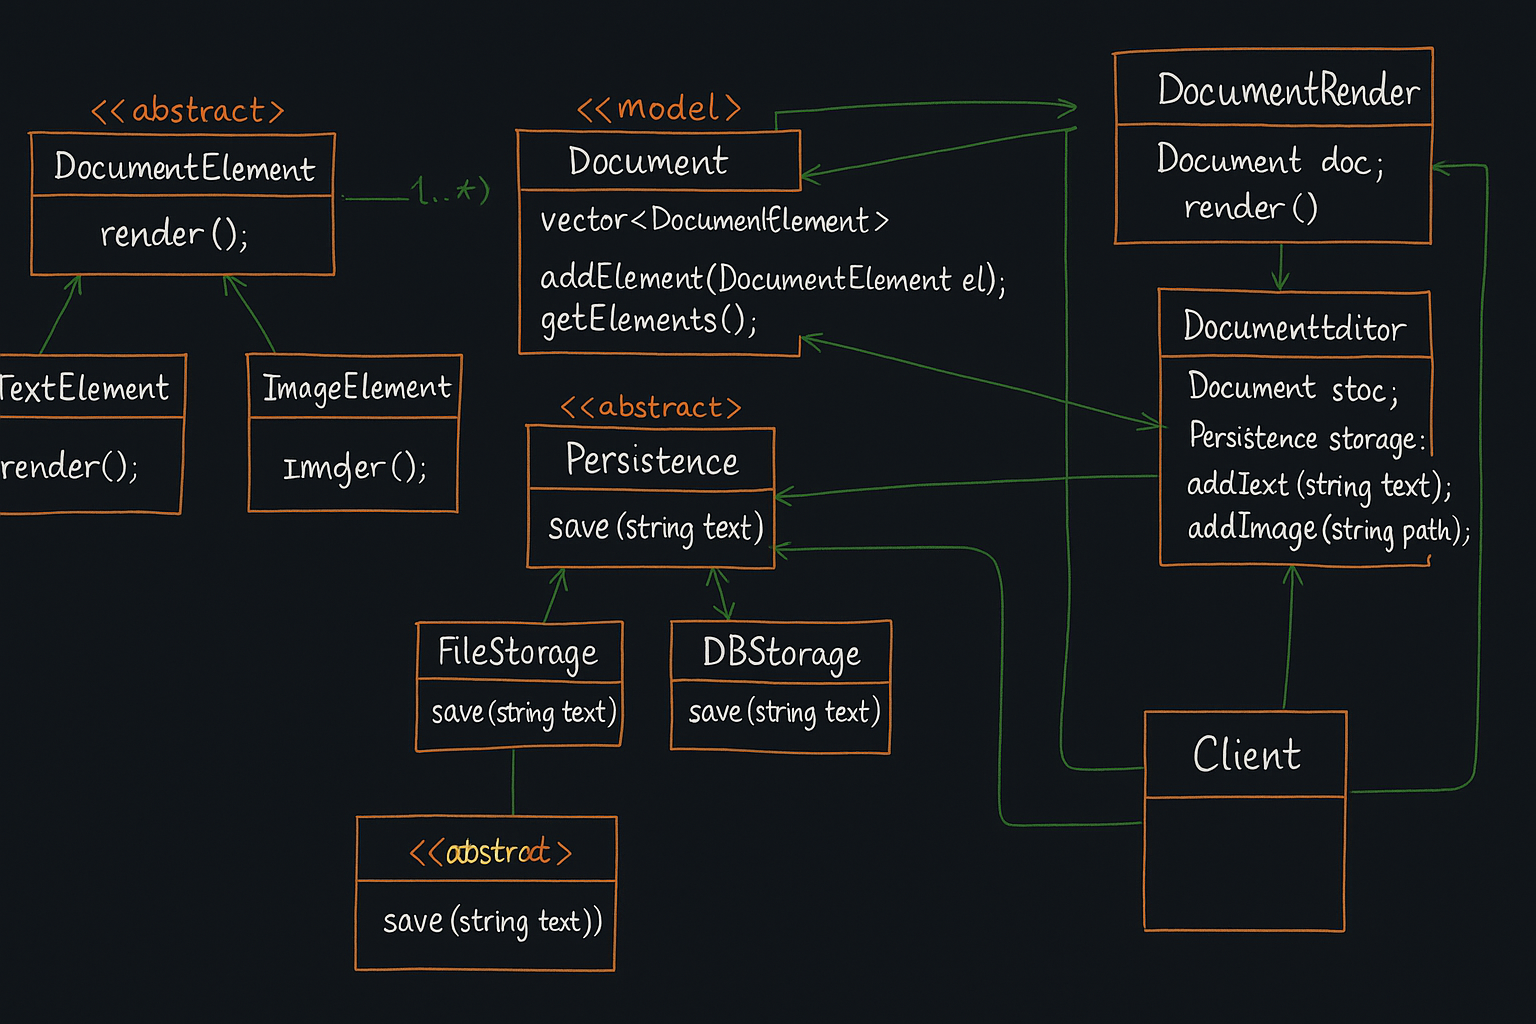 <<abstract>
DocumentElement
render();
1..*)
TextElement
render();
ImageElement
Imgder();
<<model>
Document
vector<DocumentElement>
addElement(DocumentElement el);
getElements();
<<abstract>
Persistence
save(string text)
FileStorage
save(string text)
DBStorage
save(string text)
<<abstract>
save(string text))
DocumentRender
Document doc;
render()
Documenttditor
Document stoc;
Persistence storage:
addIext(string text);
addImage(string path);
Client